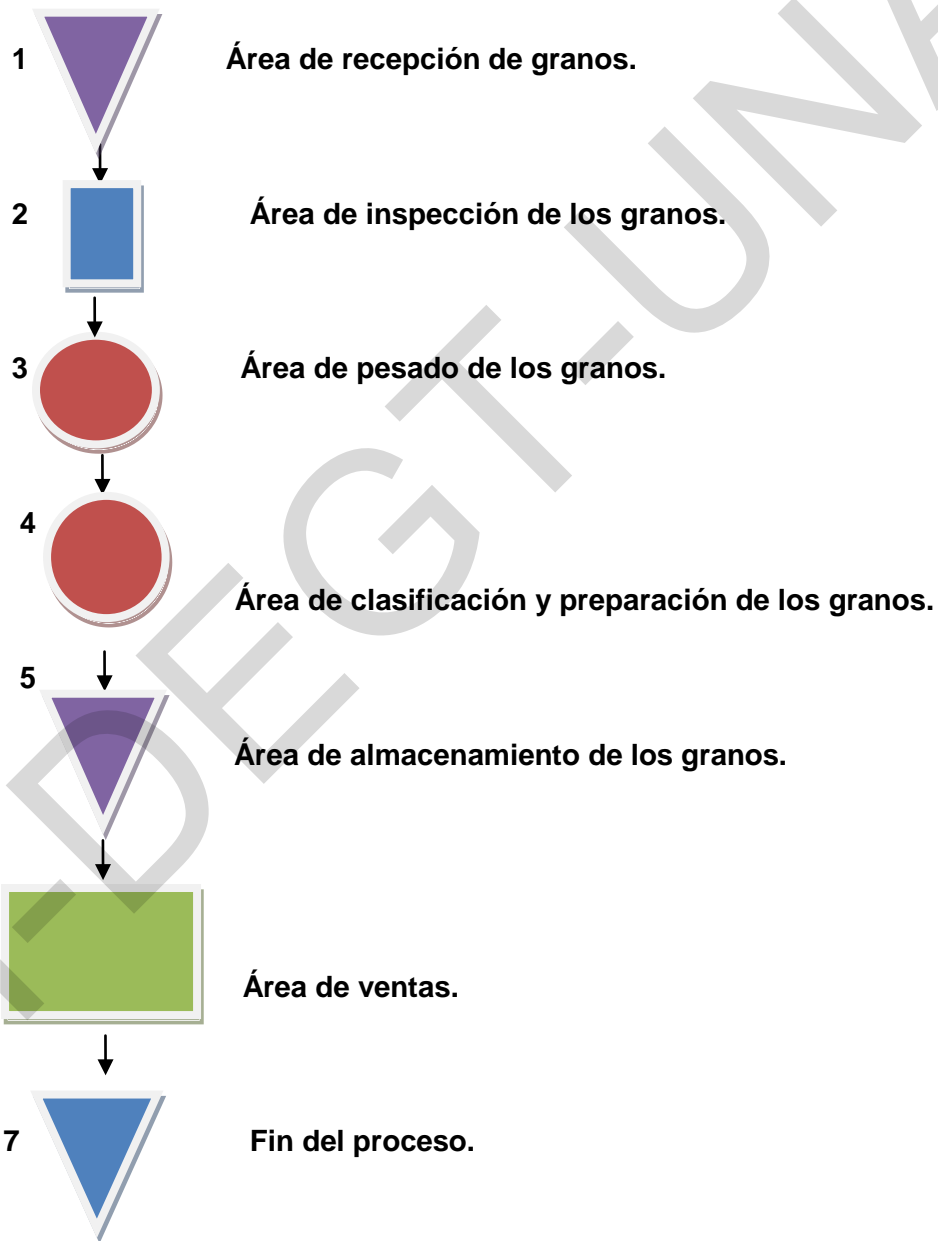 1 Área de recepción de granos.
2 Área de inspección de los granos.
3 Área de pesado de los granos.
4
Área de clasificación y preparación de los granos.
5
Área de almacenamiento de los granos.
Área de ventas.
7 Fin del proceso.
-DEGT-UNA